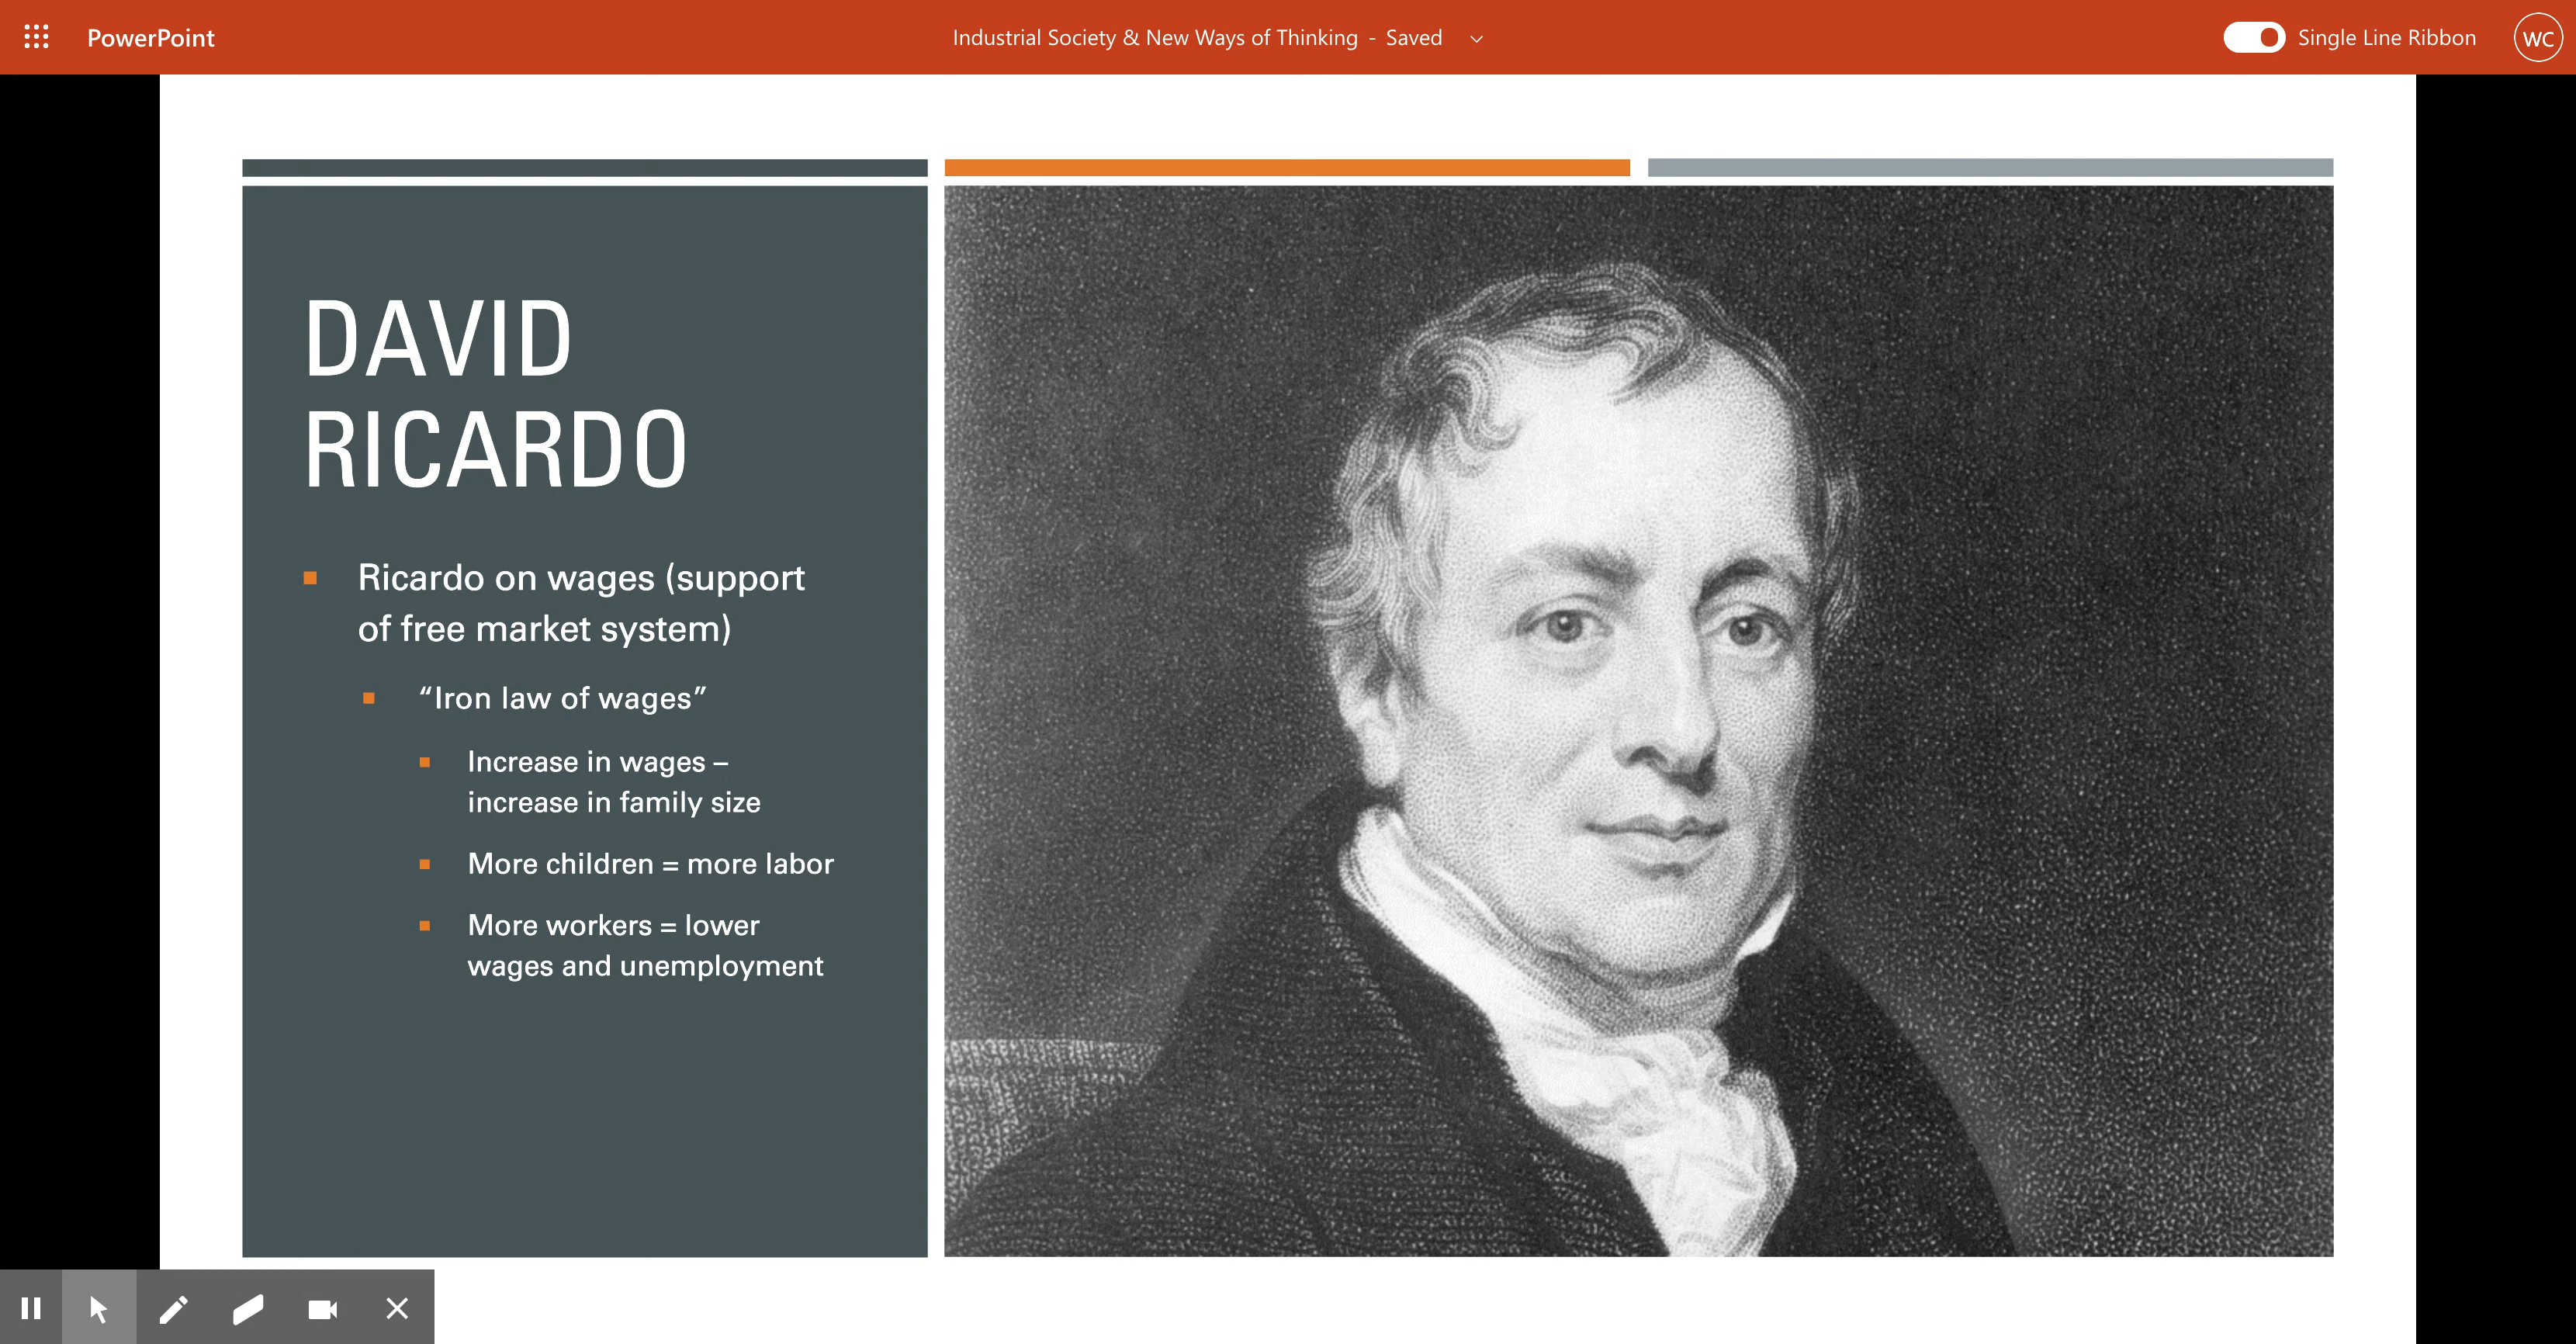 PowerPoint
Industrial Society & New Ways of Thinking - Saved
Single Line Ribbon
WC
DAVID
RICARDO
Ricardo on wages (support
of free market system)
“Iron law of wages”
Increase in wages –
increase in family size
More children = more labor
More workers = lower
wages and unemployment